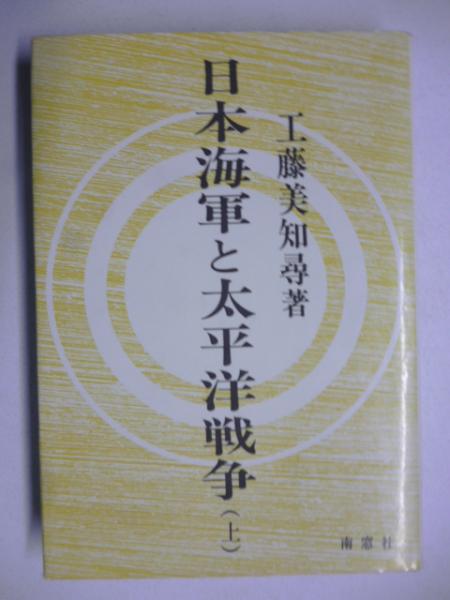 工藤美知尋著
日本海軍と太平洋戦争(上)
南窓社